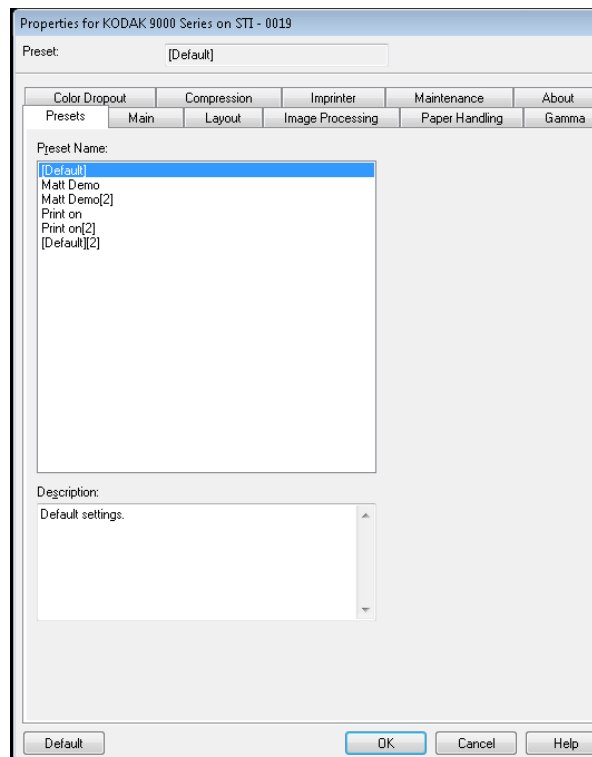 Properties for KODAK 9000 Series on STI - 0019
Preset: [Default]
Color Dropout Compression Imprinter Maintenance About
Presets Main Layout Image Processing Paper Handling Gamma
Preset Name:
[Default]
Matt Demo
Matt Demo[2]
Print on
Print on[2]
[Default][2]
Description:
Default settings.
Default OK Cancel Help